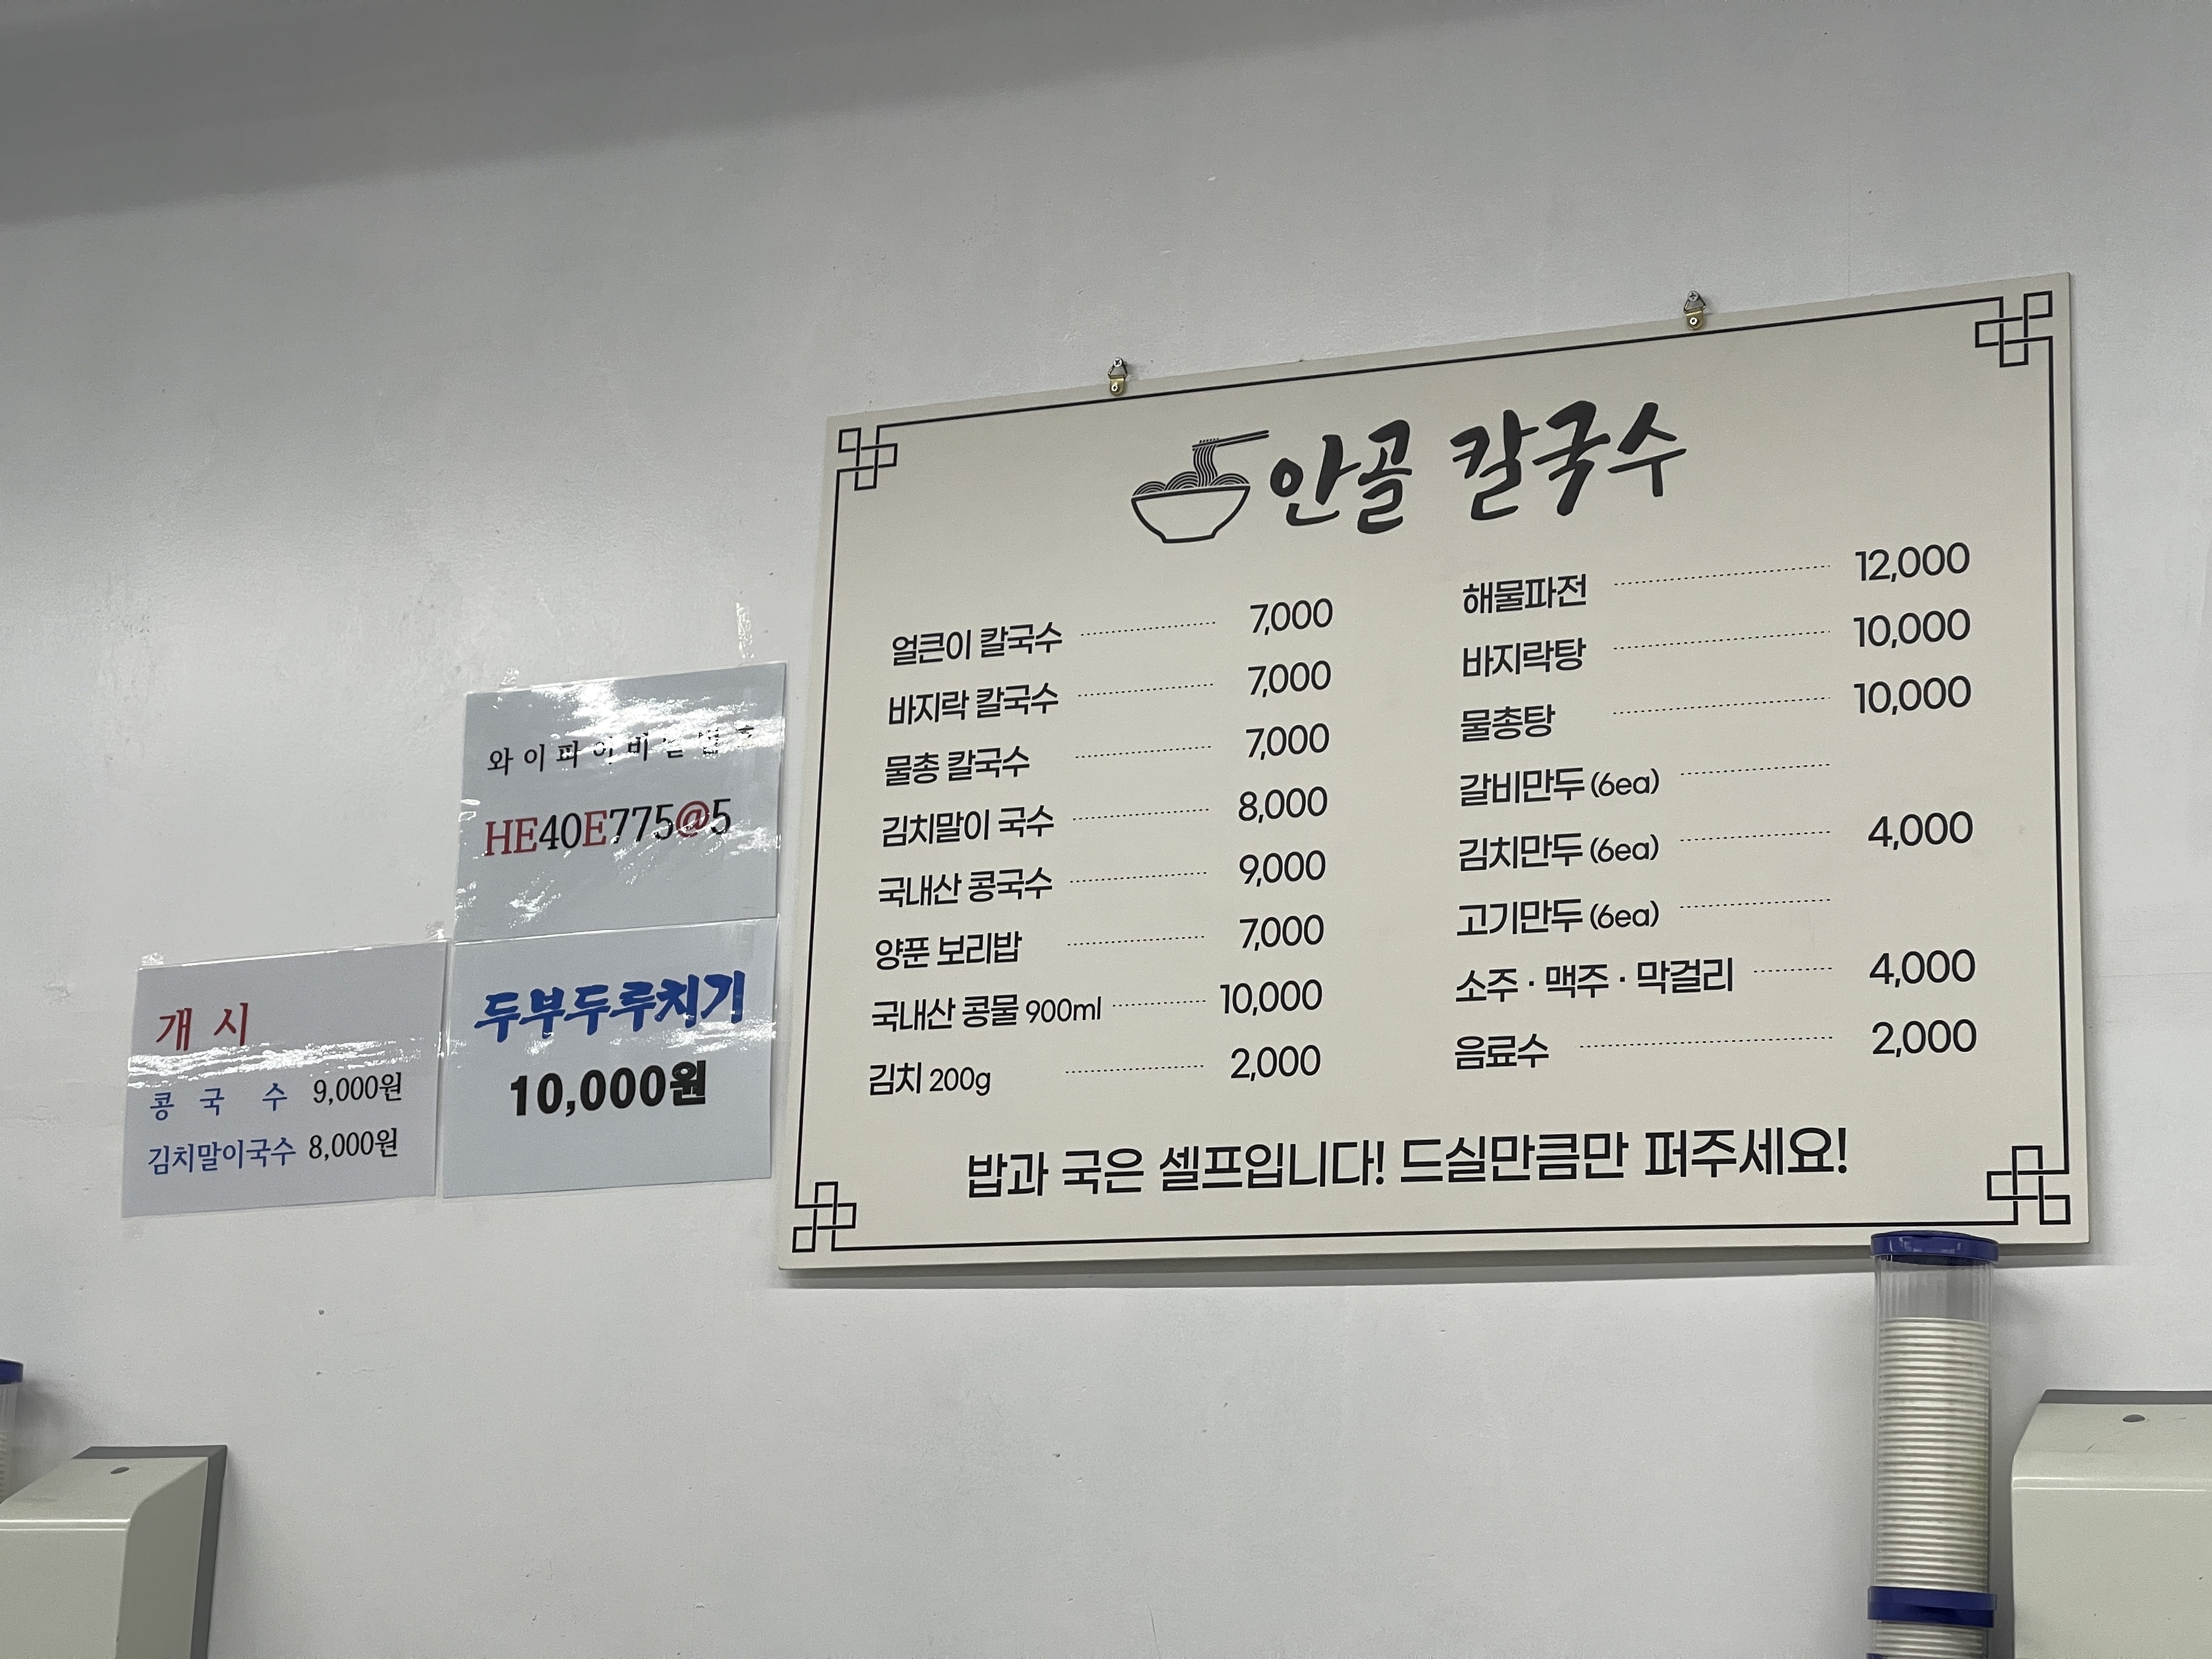 안골 칼국수
얼큰이 칼국수 7,000
바지락 칼국수 7,000
물총 칼국수 7,000
김치말이 국수 8,000
국내산 콩국수 9,000
양푼 보리밥 7,000
국내산 콩물 900ml 10,000
김치 200g 2,000
해물파전 12,000
바지락탕 10,000
물총탕 10,000
갈비만두 (6ea)
김치만두 (6ea) 4,000
고기만두 (6ea)
소주 · 맥주 · 막걸리 4,000
음료수 2,000
밥과 국은 셀프입니다! 드실만큼만 퍼주세요!
와이파이비밀번호
HE40E775@5
두부두루치기
10,000원
개 시
콩 국 수 9,000원
김치말이국수 8,000원